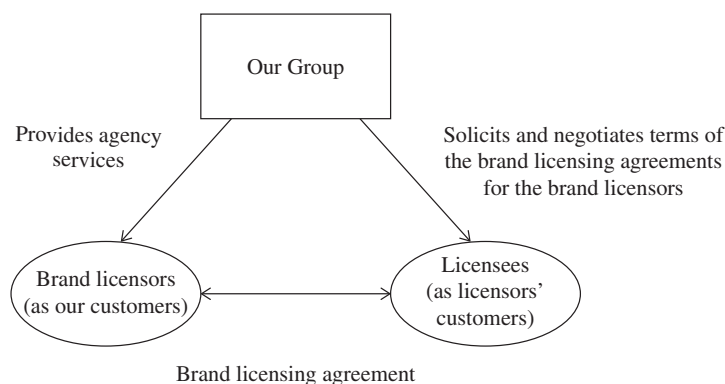 Our Group
Provides agency
services
Solicits and negotiates terms of
the brand licensing agreements
for the brand licensors
Brand licensors
(as our customers)
Licensees
(as licensors’
customers)
Brand licensing agreement